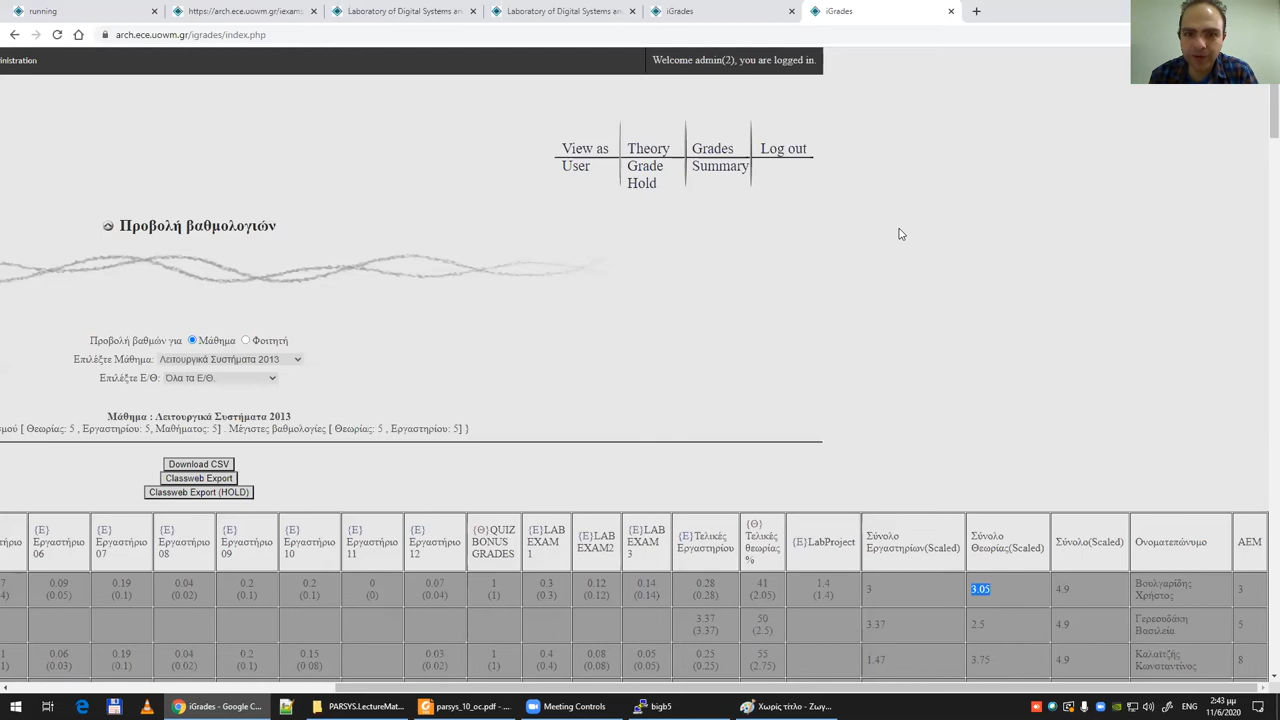 running
https://arch.ece.uowm.gr/iexams
Laboratory of Digital Systems and
Laboratory of Digital Systems and
iGrades
iGrades
arch.ece.uowm.gr/igrades/index.php
ministration
Welcome admin(2), you are logged in.
View as User
Theory Grade Hold
Grades Summary
Log out
Προβολή βαθμολογιών
Προβολή βαθμών για Μάθημα Φοιτητή
Επιλέξτε Μάθημα: Λειτουργικά Συστήματα 2013
Επιλέξτε Ε/Θ: Όλα τα Ε/Θ.
Μάθημα : Λειτουργικά Συστήματα 2013
σμού [ Θεωρίας: 5 , Εργαστηρίου: 5, Μαθήματος: 5] . Μέγιστες βαθμολογίες [ Θεωρίας: 5 , Εργαστηρίου: 5] }
Download CSV
Classweb Export
Classweb Export (HOLD)
τήριο {Ε} Εργαστήριο 06 {Ε} Εργαστήριο 07 {Ε} Εργαστήριο 08 {Ε} Εργαστήριο 09 {Ε} Εργαστήριο 10 {Ε} Εργαστήριο 11 {Ε} Εργαστήριο 12 {Θ}QUIZ BONUS GRADES {Ε}LAB EXAM 1 {Ε}LAB EXAM2 {Ε}LAB EXAM 3 {Ε}Τελικές Εργαστηρίου {Θ} Τελικές θεωρίας % {Ε}LabProject Σύνολο Εργαστηρίων(Scaled) Σύνολο Θεωρίας(Scaled) Σύνολο(Scaled) Ονοματεπώνυμο ΑΕΜ
7 4) 0.09 (0.05) 0.19 (0.1) 0.04 (0.02) 0.2 (0.1) 0.2 (0.1) 0 (0) 0.07 (0.04) 1 (1) 0.3 (0.3) 0.12 (0.12) 0.14 (0.14) 0.28 (0.28) 41 (2.05) 1.4 (1.4) 3 3.05 4.9 Βουλγαρίδης Χρήστος 3
3.37 (3.37) 50 (2.5) 3.37 2.5 4.9 Γερεουδάκη Βασιλεία 5
1 1) 0.06 (0.03) 0.19 (0.1) 0.04 (0.02) 0.2 (0.1) 0.15 (0.08) 0.03 (0.02) 1 (1) 0.4 (0.4) 0.08 (0.08) 0.05 (0.05) 0.25 (0.25) 55 (2.75) 1.47 3.75 4.9 Καλαϊτζής Κωνσταντίνος 8
iGrades - Google C...
PARSYS.LectureMat...
parsys_10_oc.pdf - ...
Meeting Controls
bigb5
Χωρίς τίτλο - Ζωγ...
2:43 μμ
11/6/2020